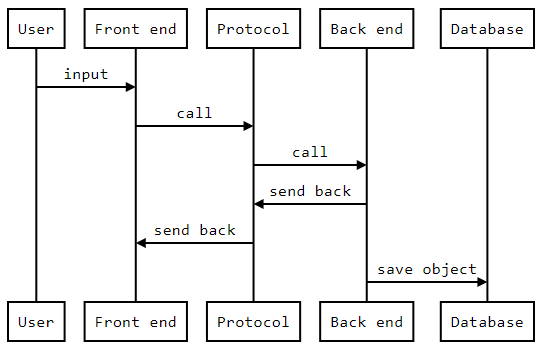 User Front end Protocol Back end Database
input
call
call
send back
send back
save object
User Front end Protocol Back end Database